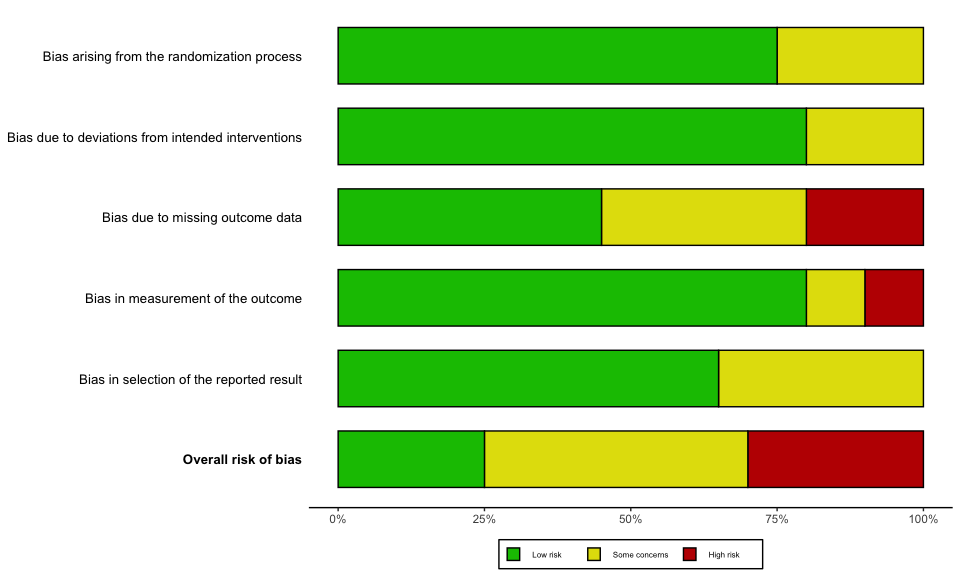 Bias arising from the randomization process
Bias due to deviations from intended interventions
Bias due to missing outcome data
Bias in measurement of the outcome
Bias in selection of the reported result
Overall risk of bias
0% 25% 50% 75% 100%
Low risk Some concerns High risk